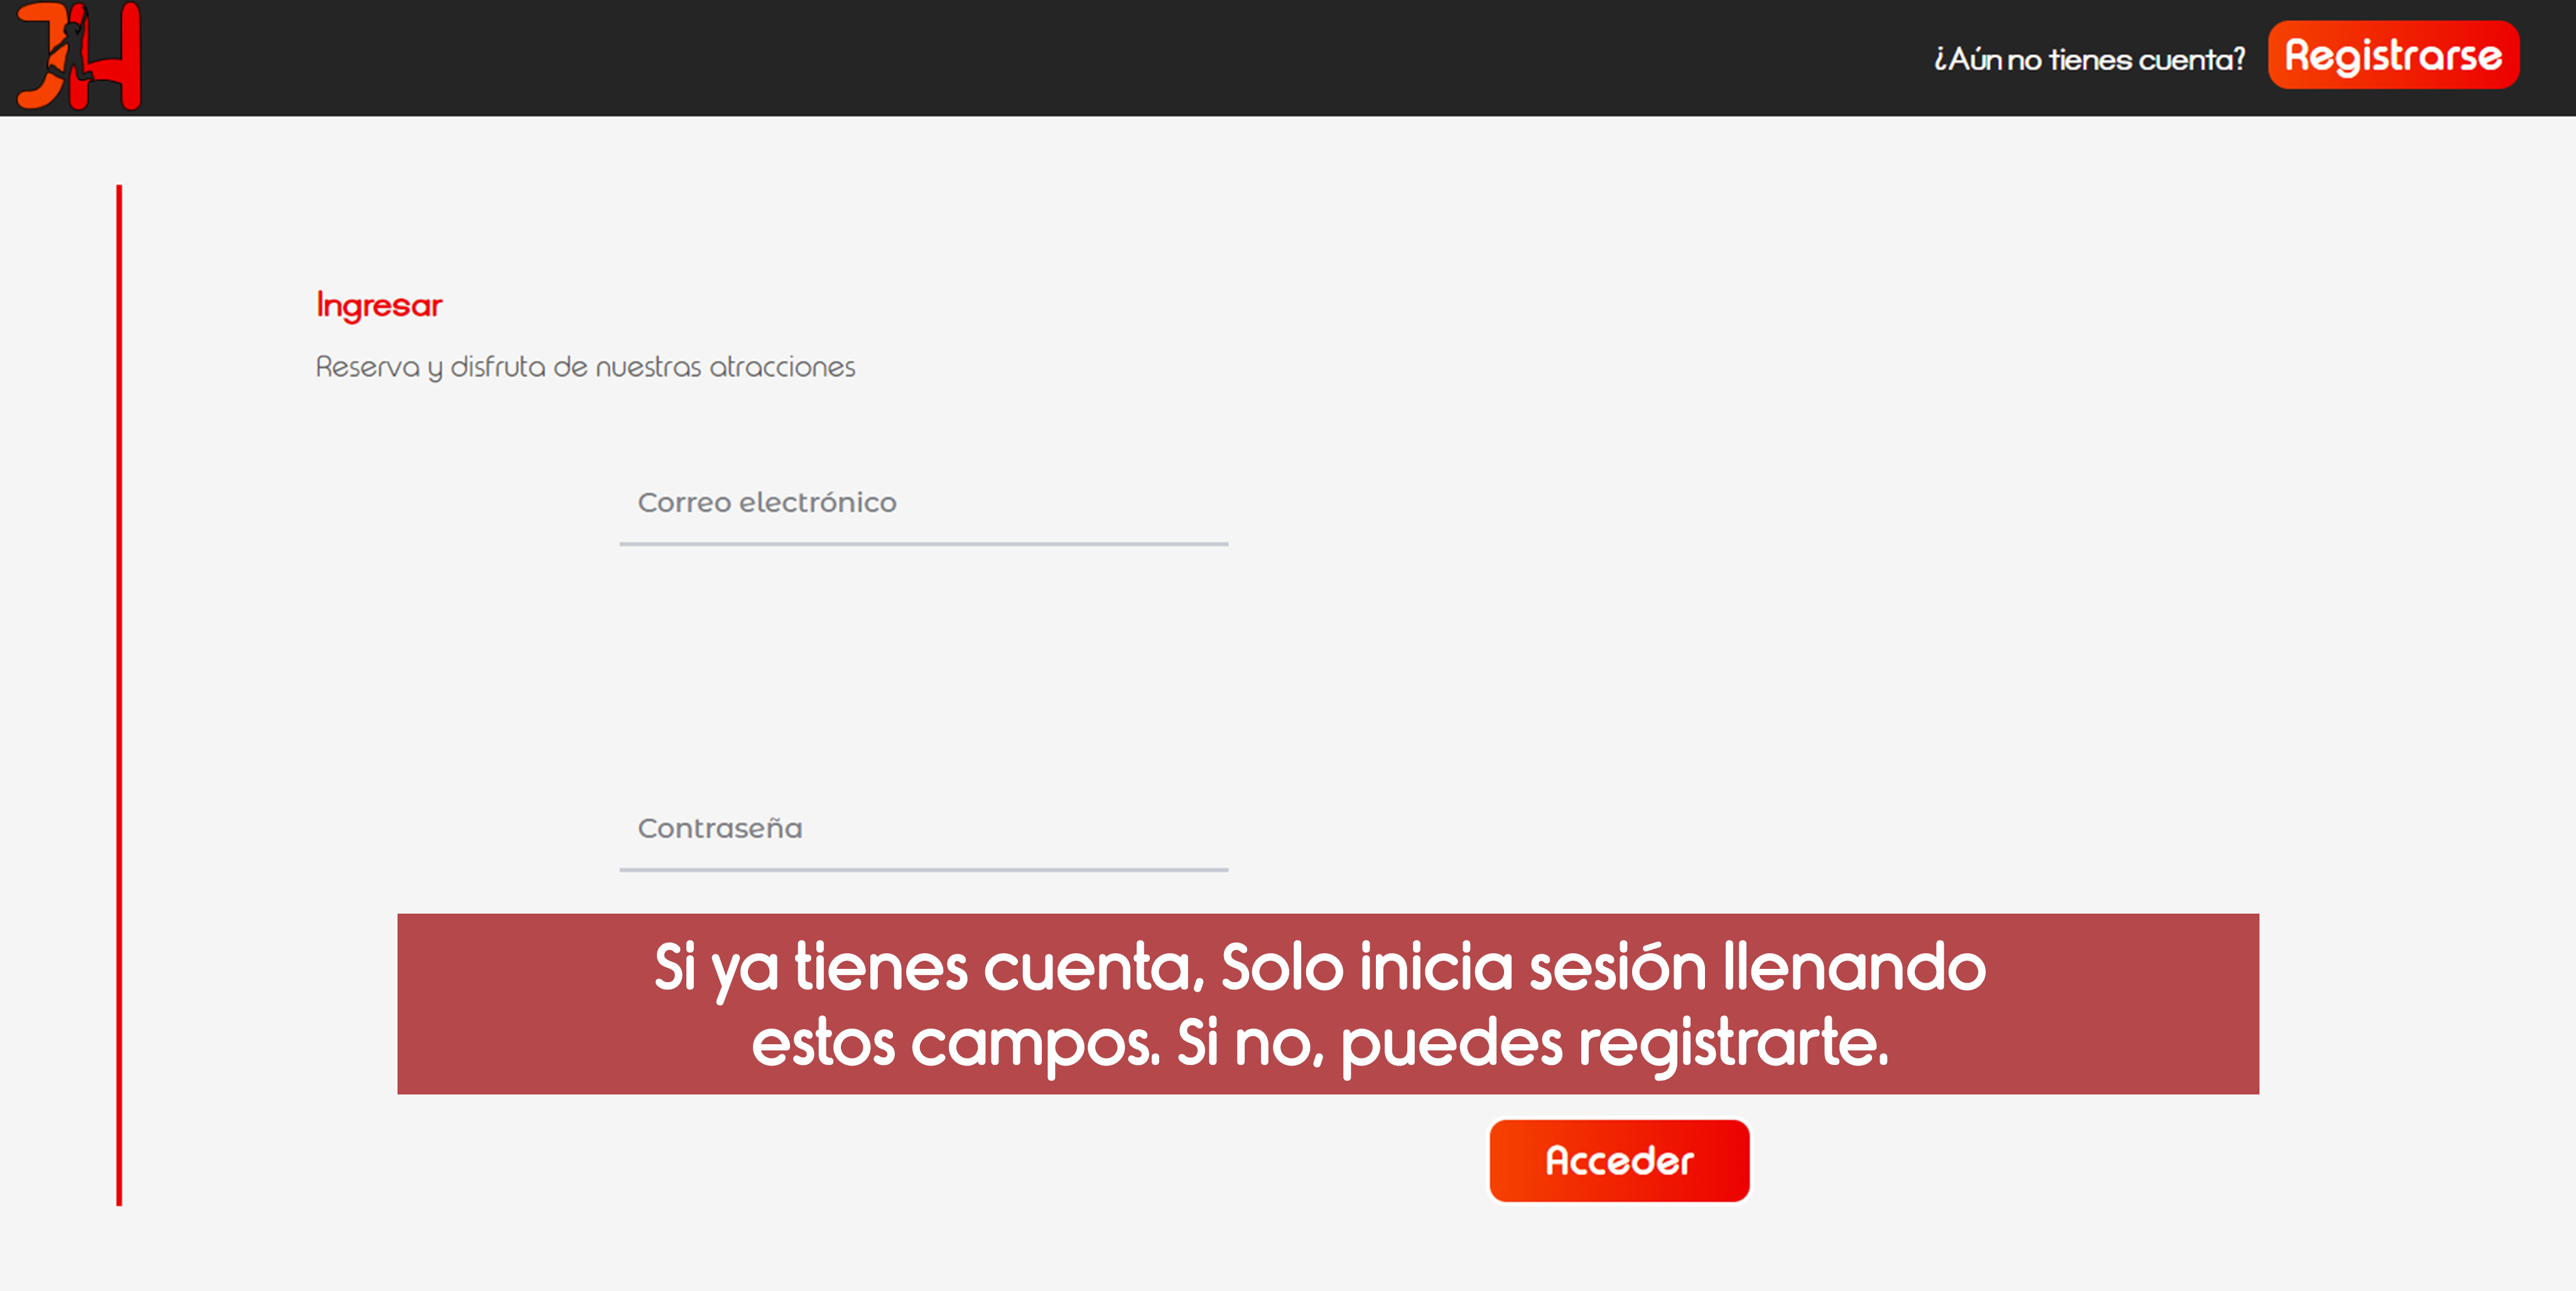 JH
¿Aún no tienes cuenta? Registrarse
Ingresar
Reserva y disfruta de nuestras atracciones
Correo electrónico
Contraseña
Si ya tienes cuenta, Solo inicia sesión llenando
estos campos. Si no, puedes registrarte.
Acceder